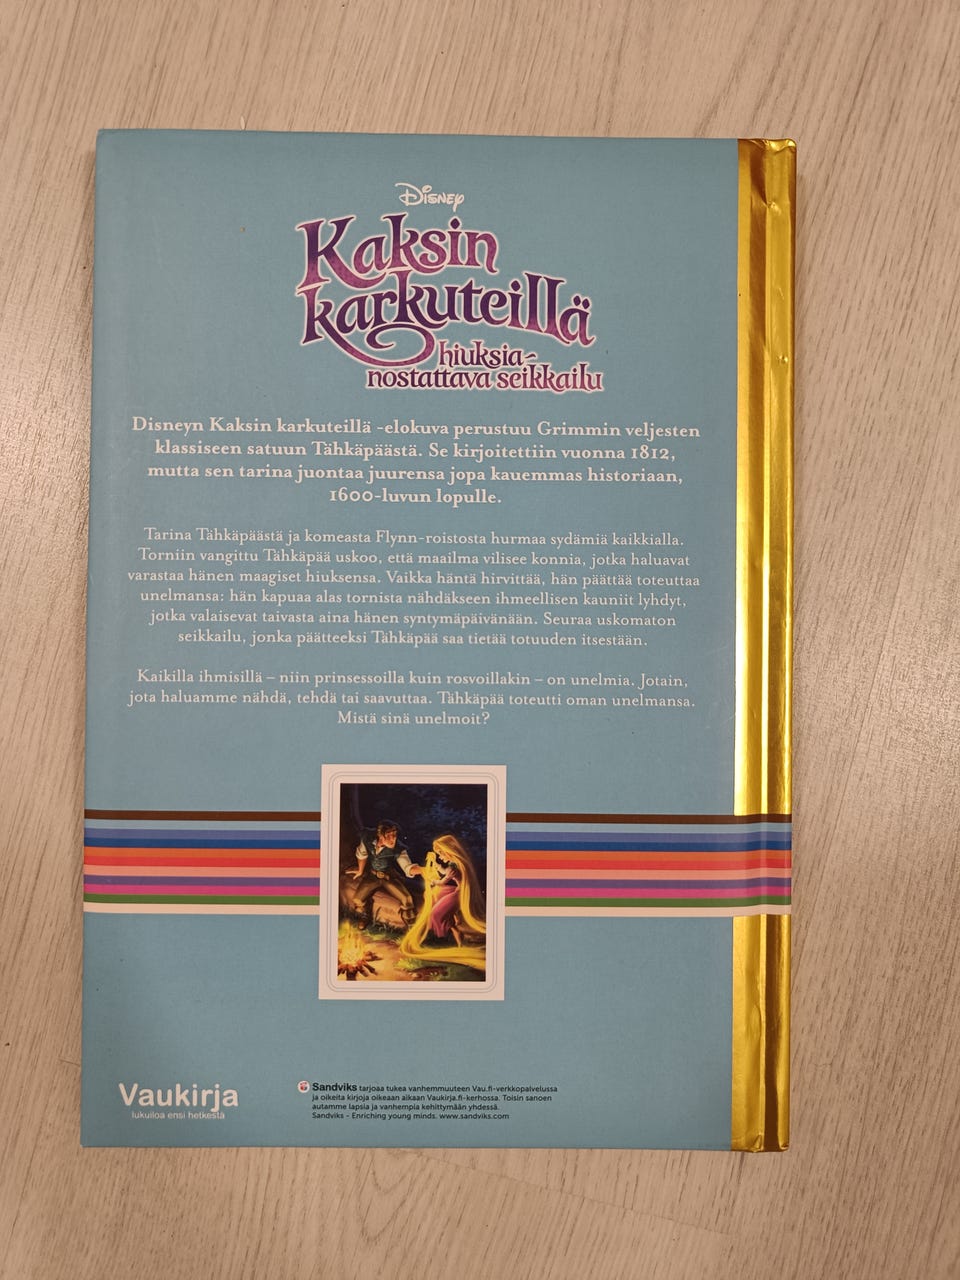 Disney
Kaksin
karkuteillä
hiuksia-
nostattava seikkailu
Disneyn Kaksin karkuteillä -elokuva perustuu Grimmin veljesten
klassiseen satuun Tähkäpäästä. Se kirjoitettiin vuonna 1812,
mutta sen tarina juontaa juurensa jopa kauemmas historiaan,
1600-luvun lopulle.
Tarina Tähkäpäästä ja komeasta Flynn-roistosta hurmaa sydämiä kaikkialla.
Torniin vangittu Tähkäpää uskoo, että maailma vilisee konnia, jotka haluavat
varastaa hänen maagiset hiuksensa. Vaikka häntä hirvittää, hän päättää toteuttaa
unelmansa: hän kapuaa alas tornista nähdäkseen ihmeellisen kauniit lyhdyt,
jotka valaisevat taivasta aina hänen syntymäpäivänään. Seuraa uskomaton
seikkailu, jonka päätteeksi Tähkäpää saa tietää totuuden itsestään.
Kaikilla ihmisillä – niin prinsessoilla kuin rosvoillakin – on unelmia. Jotain,
jota haluamme nähdä, tehdä tai saavuttaa. Tähkäpää toteutti oman unelmansa.
Mistä sinä unelmoit?
Vaukirja
lukuiloa ensi hetkestä
Sandviks tarjoaa tukea vanhemmuuteen Vau.fi-verkkopalvelussa
ja oikeita kirjoja oikeaan aikaan Vaukirja.fi-kerhossa. Toisin sanoen
autamme lapsia ja vanhempia kehittymään yhdessä.
Sandviks - Enriching young minds. www.sandviks.com